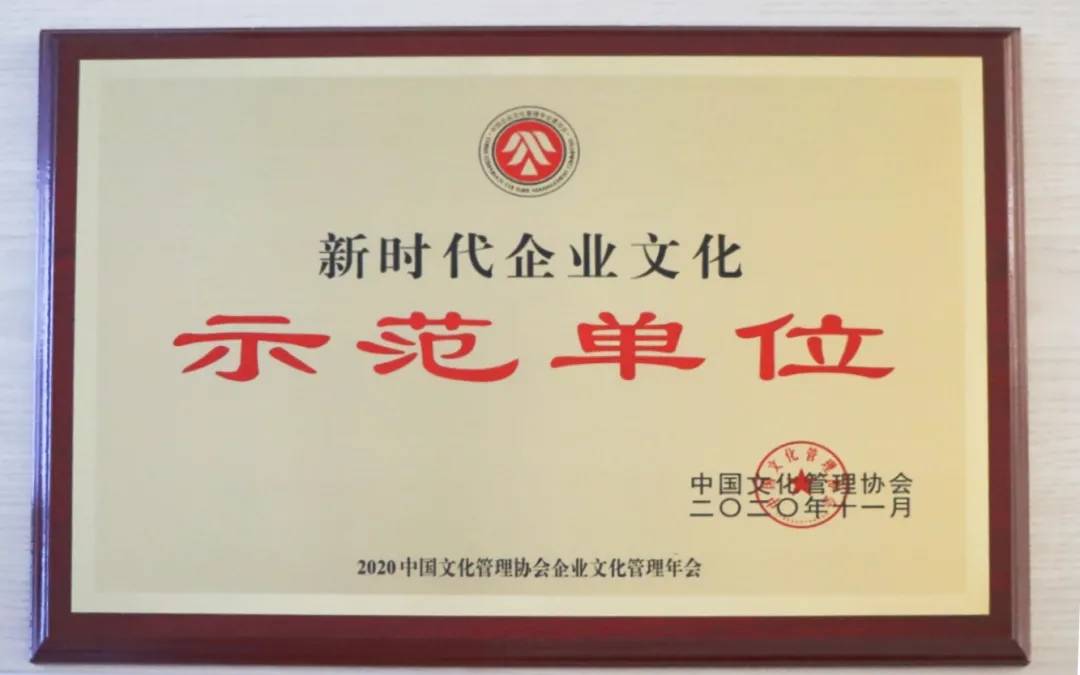 新时代企业文化
示范单位
中国文化管理协会
二〇二〇年十一月
2020中国文化管理协会企业文化管理年会